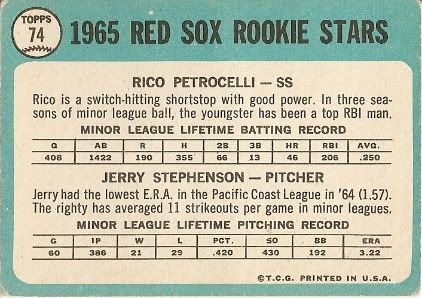 TOPPS
74
1965 RED SOX ROOKIE STARS
RICO PETROCELLI — SS
Rico is a switch-hitting shortstop with good power. In three sea-
sons of minor league ball, the youngster has been a top RBI man.
MINOR LEAGUE LIFETIME BATTING RECORD
G AB R H 2B 3B HR RBI AVG.
408 1422 190 355 66 13 46 206 .250
JERRY STEPHENSON — PITCHER
Jerry had the lowest E.R.A. in the Pacific Coast League in '64 (1.57).
The righty has averaged 11 strikeouts per game in minor leagues.
MINOR LEAGUE LIFETIME PITCHING RECORD
G IP W L PCT. SO BB ERA
60 386 21 29 .420 430 192 3.22
©T.C.G. PRINTED IN U.S.A.